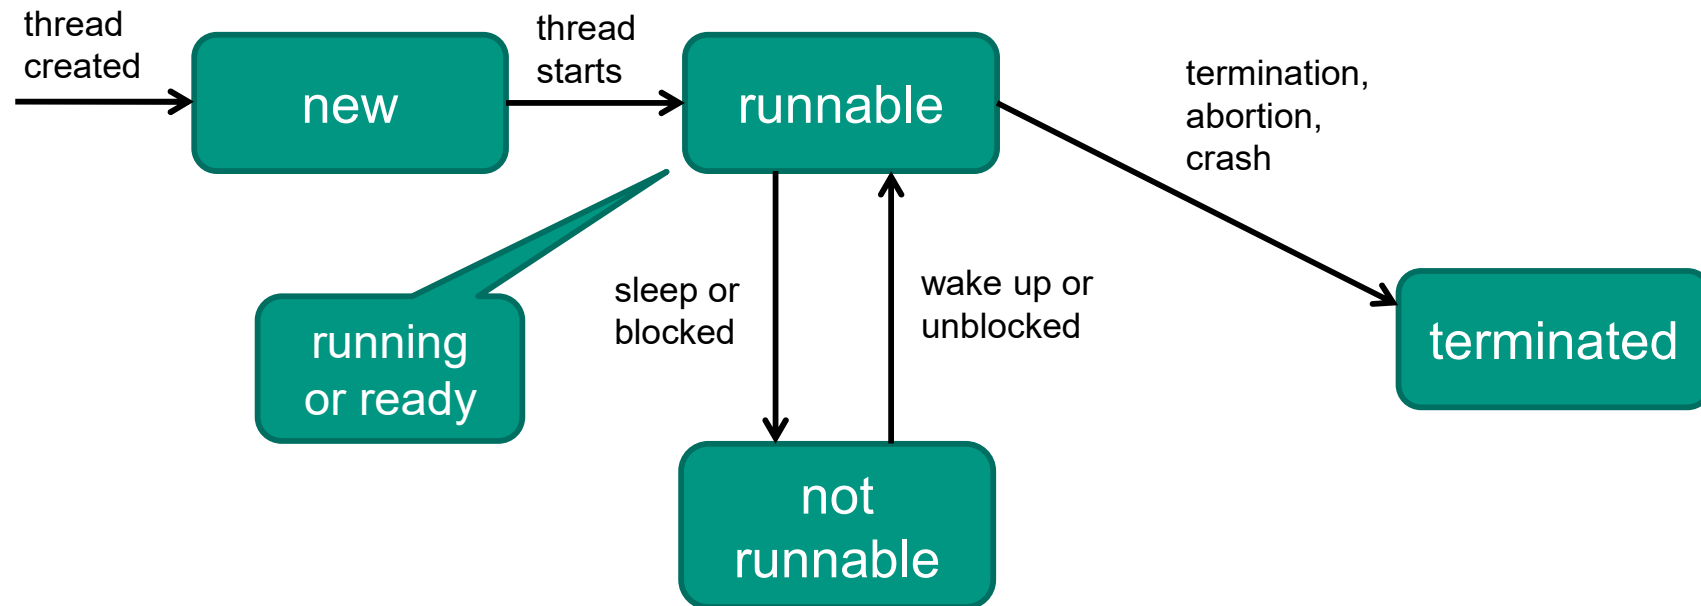 thread
created
new
thread
starts
runnable
termination,
abortion,
crash
running
or ready
sleep or
blocked
wake up or
unblocked
terminated
not
runnable